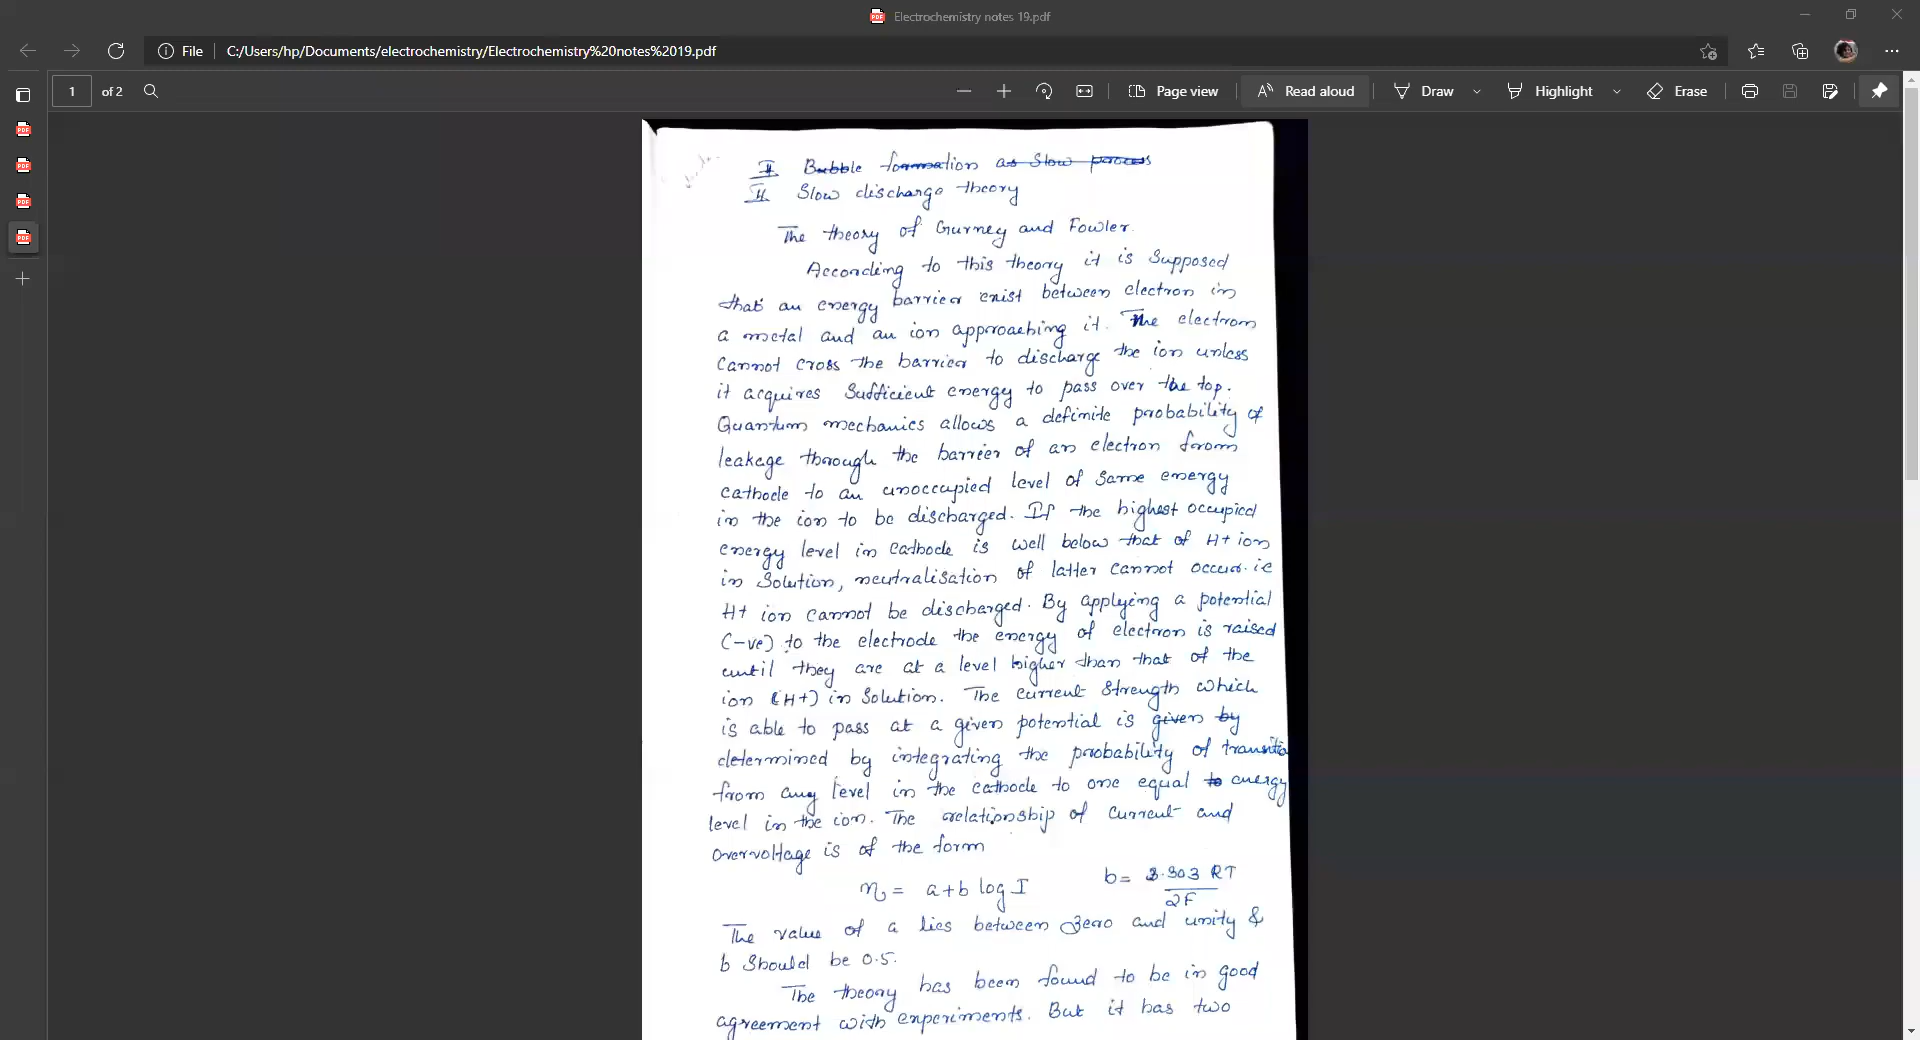 Electrochemistry notes 19.pdf
File C:/Users/hp/Documents/electrochemistry/Electrochemistry%20notes%2019.pdf
1 of 2 Page view Read aloud Draw Highlight Erase
II Bubble formation as Slow process
II Slow discharge theory
The theory of Gurney and Fowler.
According to this theory it is Supposed
that an energy barrier exist between electron in
a metal and an ion approaching it. The electron
cannot cross the barrier to discharge the ion unless
it acquires Sufficient energy to pass over the top.
Quantum mechanics allows a definite probability of
leakage through the barrier of an electron from
cathode to an unoccupied level of Same energy
in the ion to be discharged. If the highest occupied
energy level in cathode is well below that of H+ ion
in Solution, neutralisation of latter cannot occur. ie
H+ ion cannot be discharged. By applying a potential
(-ve) to the electrode the energy of electron is raised
until they are at a level higher than that of the
ion (H+) in Solution. The current Strength which
is able to pass at a given potential is given by
determined by integrating the probability of transitio
from any level in the cathode to one equal to energy
level in the ion. The relationship of current and
Overvoltage is of the form
η = a+b log I b= 2.303 RT
2F
The value of a lies between Zero and unity &
b Should be 0.5.
The theory has been found to be in good
agreement with experiments. But it has two